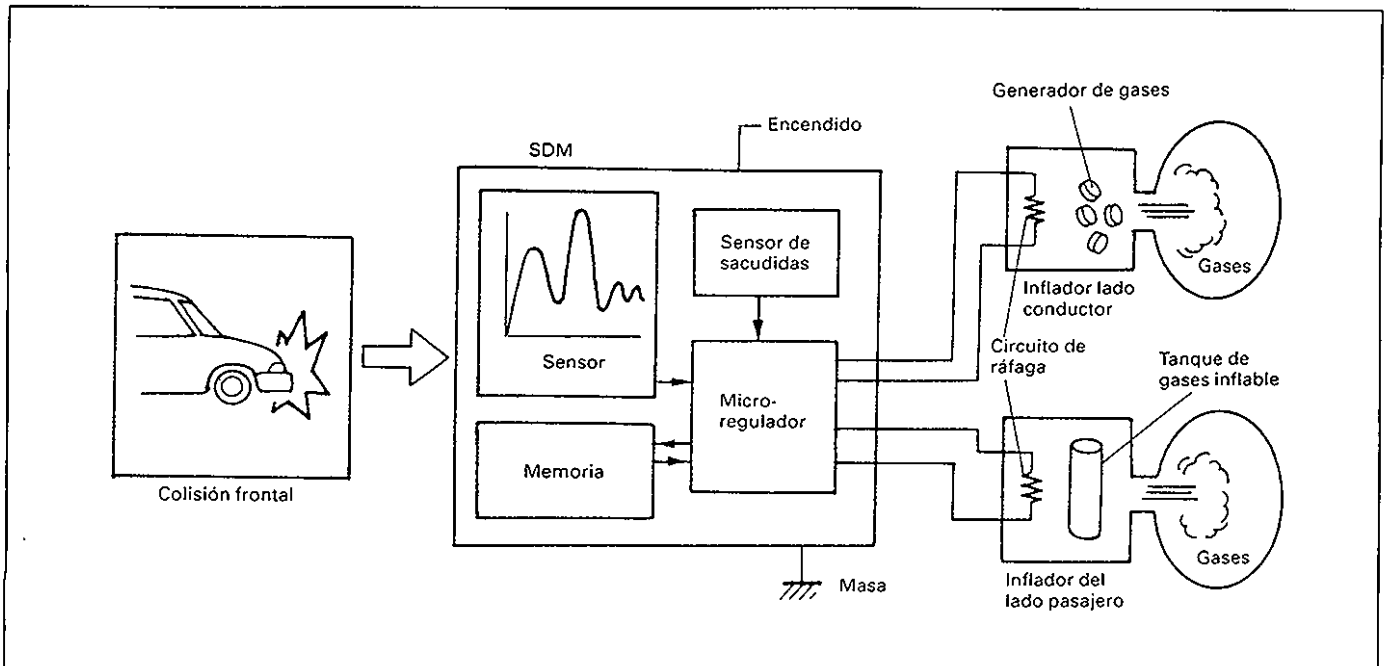 Colisión frontal
SDM
Encendido
Sensor
Sensor de
sacudidas
Micro-
regulador
Memoria
Masa
Generador de gases
Gases
Inflador lado
conductor
Circuito de
ráfaga
Tanque de
gases inflable
Gases
Inflador del
lado pasajero